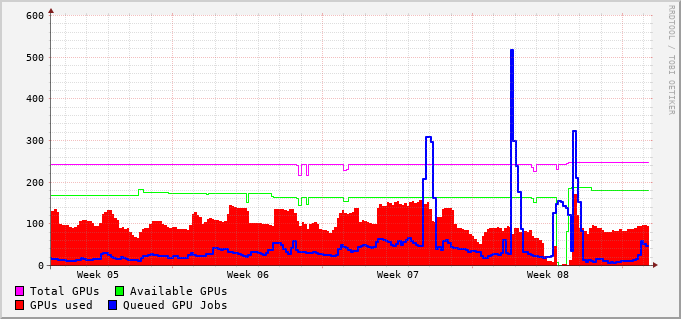 600
500
400
300
200
100
0
Week 05 Week 06 Week 07 Week 08
Total GPUs Available GPUs
GPUs used Queued GPU Jobs
RRDTOOL / TOBI OETIKER